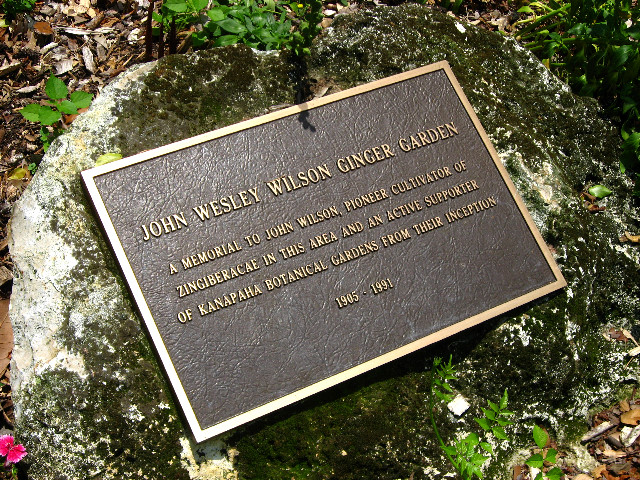 JOHN WESLEY WILSON GINGER GARDEN
A MEMORIAL TO JOHN WILSON, PIONEER CULTIVATOR OF
ZINGIBERACAE IN THIS AREA AND AN ACTIVE SUPPORTER
OF KANAPAHA BOTANICAL GARDENS FROM THEIR INCEPTION
1905 - 1991